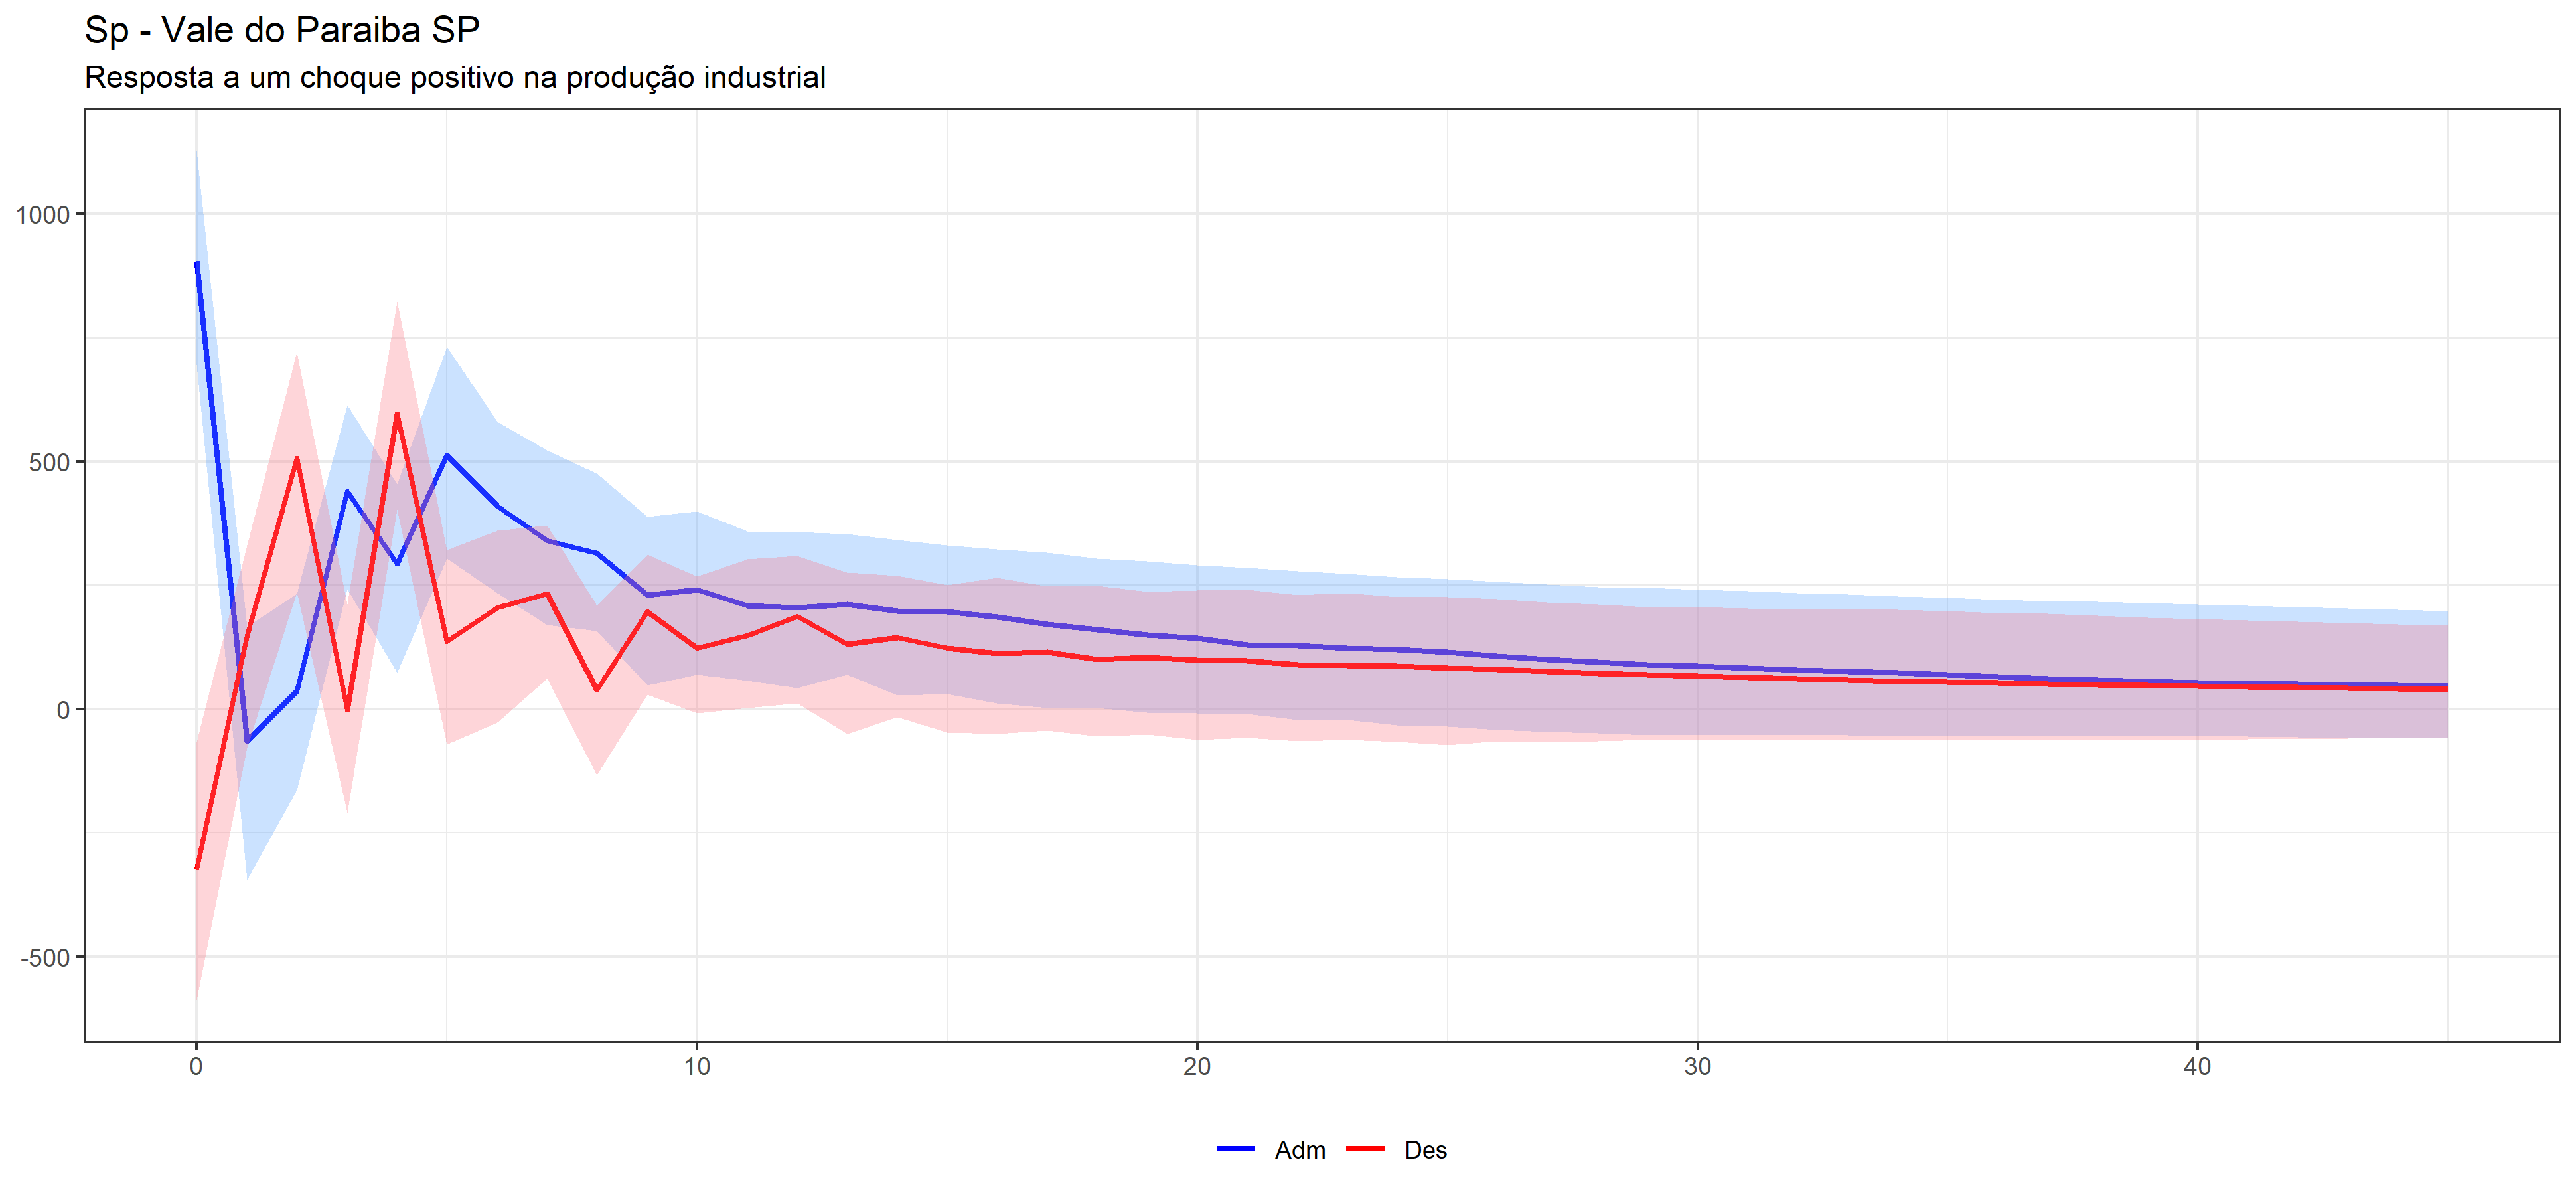 Sp - Vale do Paraiba SP
Resposta a um choque positivo na produção industrial
1000
500
0
-500
0 10 20 30 40
Adm Des